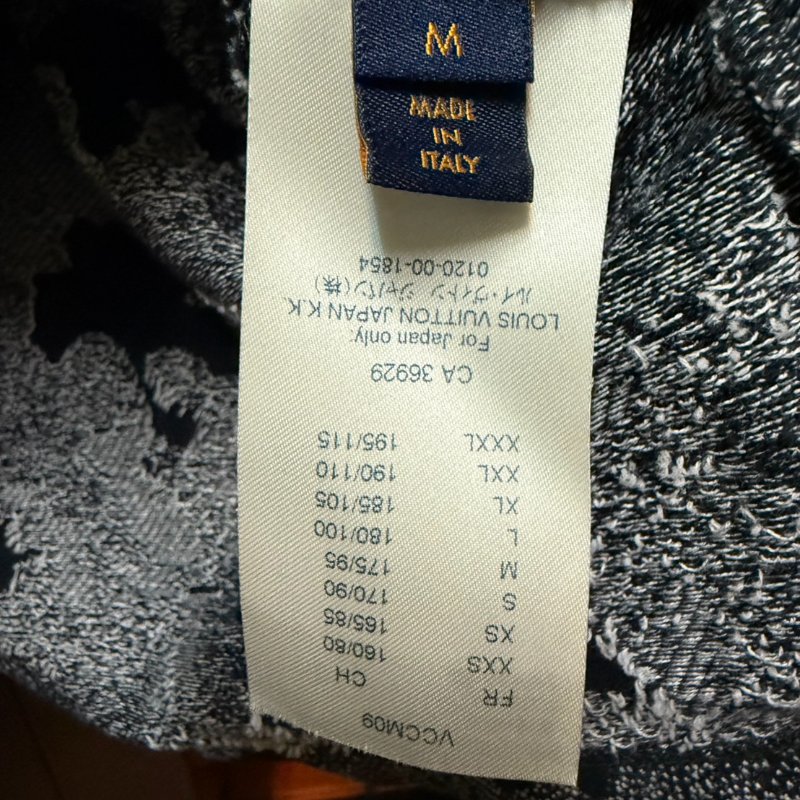 M
MADE
IN
ITALY
VCCM09
FR CH
XXS 160/80
XS 165/85
S 170/90
M 175/95
L 180/100
XL 185/105
XXL 190/110
XXXL 195/115
CA 36929
For Japan only:
LOUIS VUITTON JAPAN K.K.
ルイ・ヴィトン ジャパン(株)
0120-00-1854